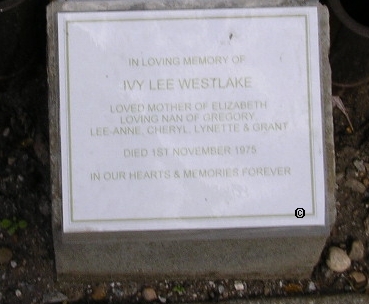 IN LOVING MEMORY OF
IVY LEE WESTLAKE
LOVED MOTHER OF ELIZABETH
LOVING NAN OF GREGORY,
LEE-ANNE, CHERYL, LYNETTE & GRANT
DIED 1ST NOVEMBER 1975
IN OUR HEARTS & MEMORIES FOREVER
©